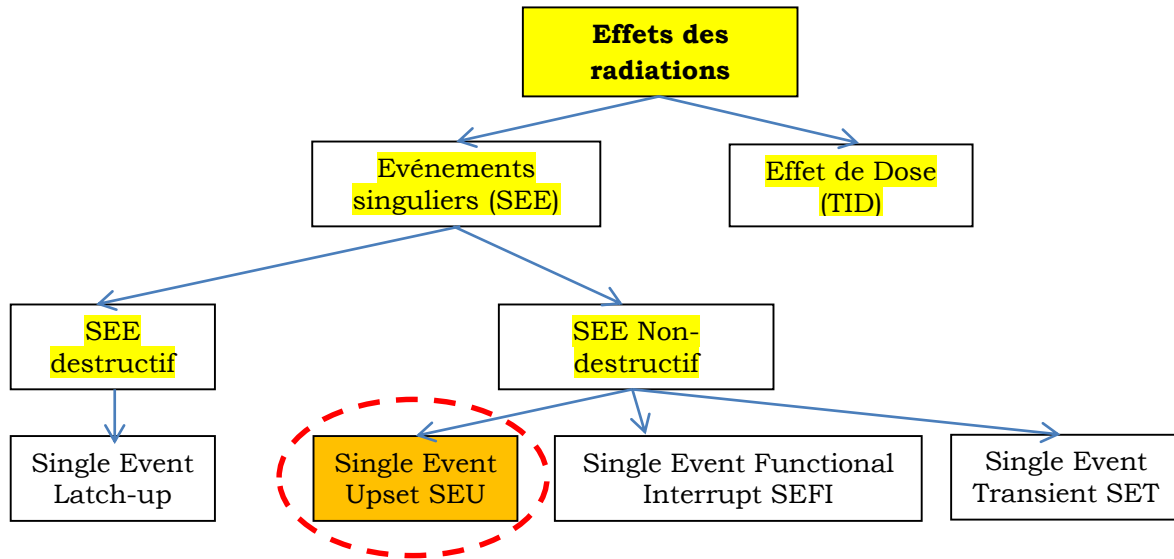 Effets des
radiations
Evénements
singuliers (SEE)
Effet de Dose
(TID)
SEE
destructif
SEE Non-
destructif
Single Event
Latch-up
Single Event
Upset SEU
Single Event Functional
Interrupt SEFI
Single Event
Transient SET